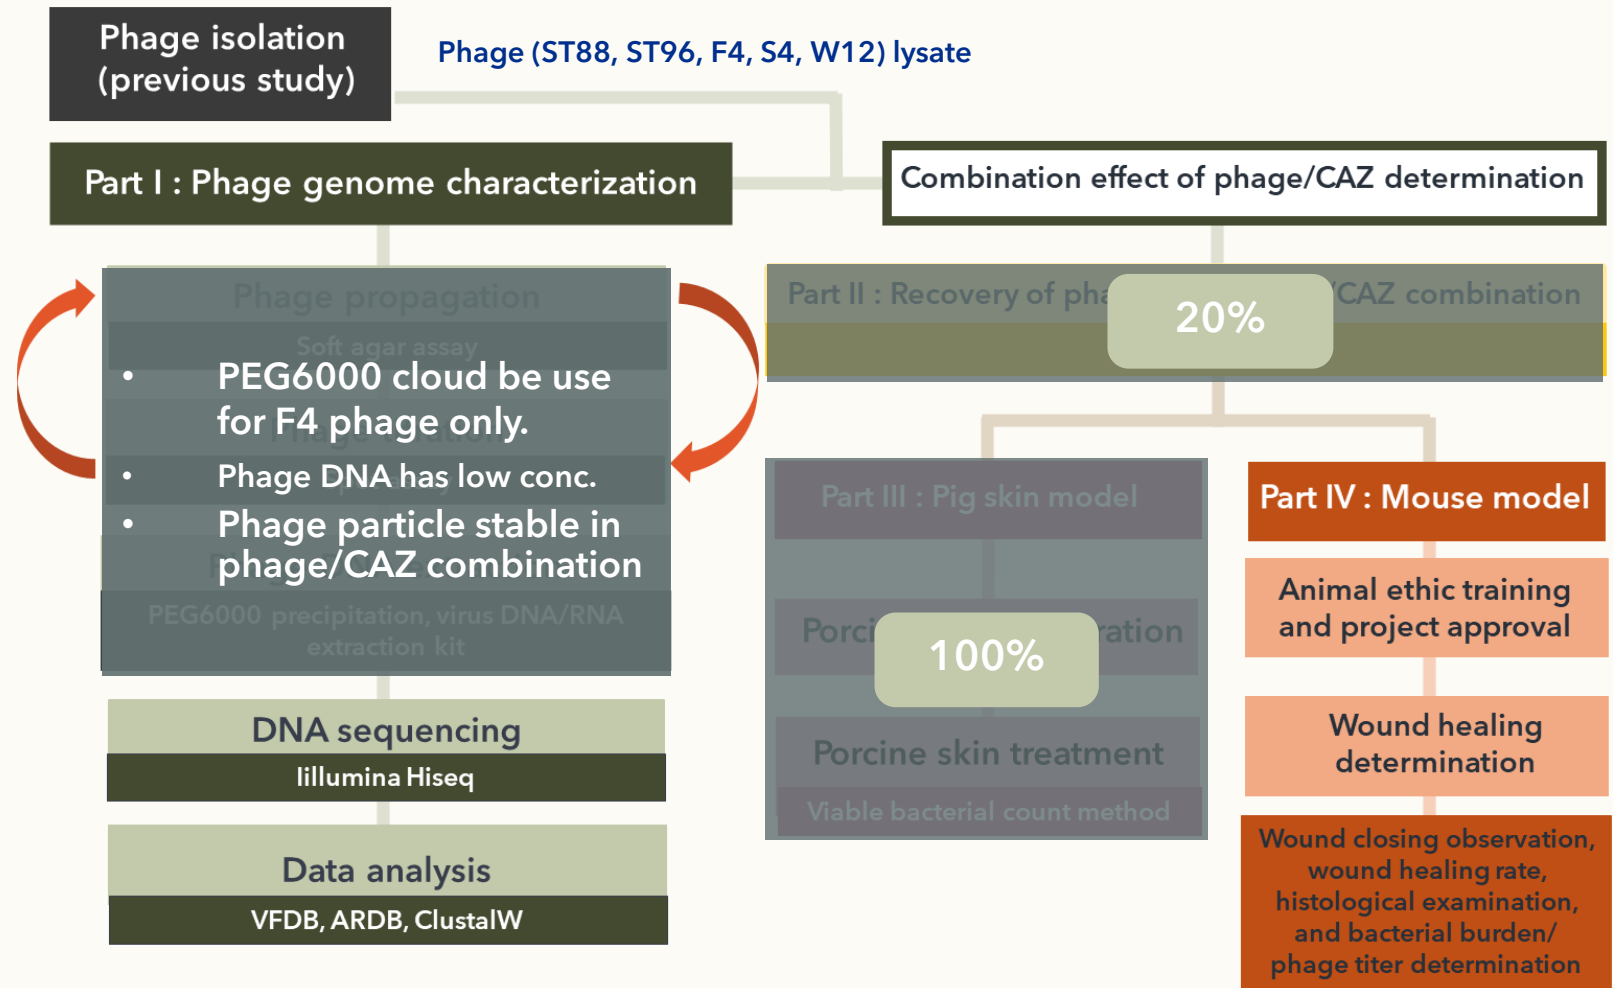 Phage isolation
(previous study)
Phage (ST88, ST96, F4, S4, W12) lysate
Part I : Phage genome characterization
Combination effect of phage/CAZ determination
Phage propagation
Soft agar assay
• PEG6000 cloud be use
for F4 phage only.
• Phage DNA has low conc.
• Phage particle stable in
phage/CAZ combination
PEG6000 precipitation, virus DNA/RNA
extraction kit
DNA sequencing
Iillumina Hiseq
Data analysis
VFDB, ARDB, ClustalW
Part II : Recovery of /CAZ combination
20%
Part III : Pig skin model
100%
Porcine skin treatment
Viable bacterial count method
Part IV : Mouse model
Animal ethic training
and project approval
Wound healing
determination
Wound closing observation,
wound healing rate,
histological examination,
and bacterial burden/
phage titer determination